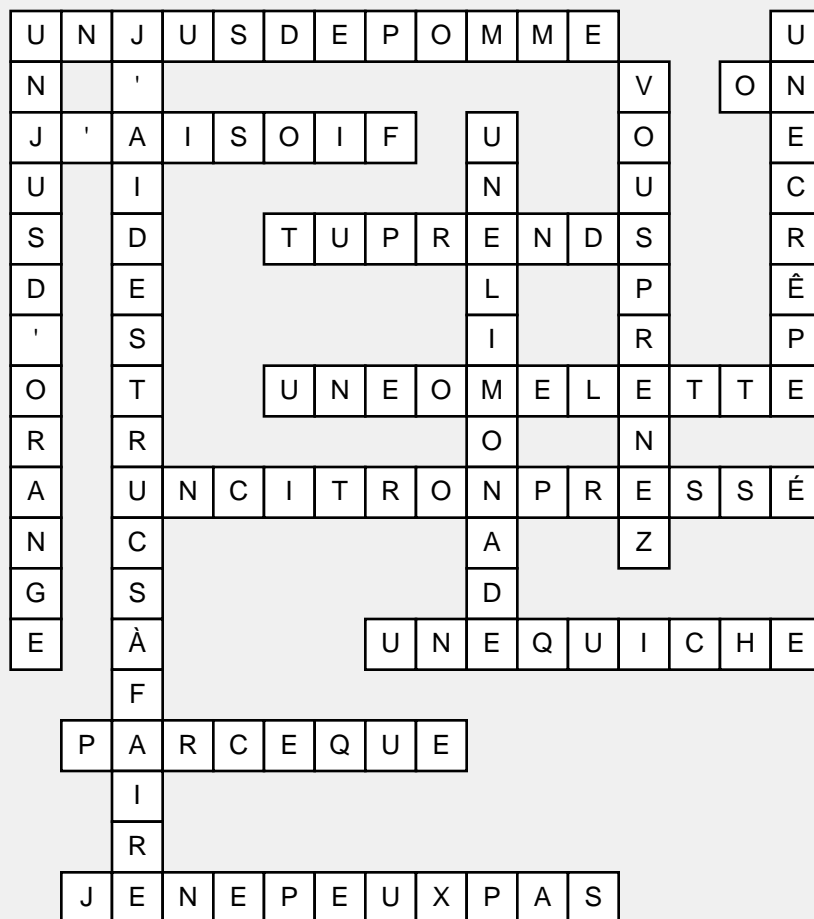 UNJUSDEPOMME
UNJUSD'ORANGE
J'AIDESTRUCSÀFAIRE
UNECRÊPE
VOUSPRENEZ
ON
J'AISOIF
UNELIMONADE
TUPRENDS
UNEOMELETTE
UNCITRONPRESSÉ
UNEQUICHE
PARCEQUE
JENEPEUXPAS